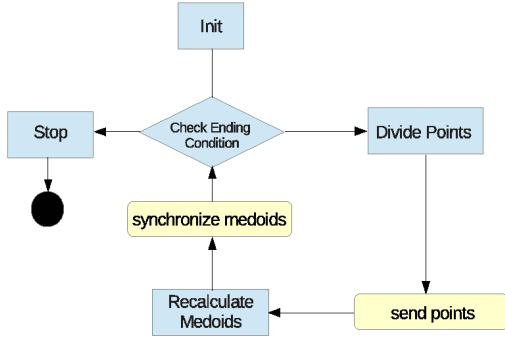 Init
Stop
Check Ending
Condition
Divide Points
synchronize medoids
Recalculate
Medoids
send points